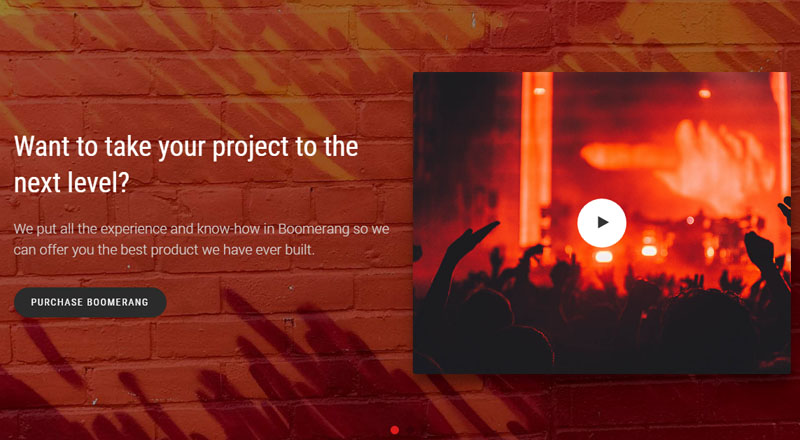 Want to take your project to the
next level?
We put all the experience and know-how in Boomerang so we
can offer you the best product we have ever built.
PURCHASE BOOMERANG